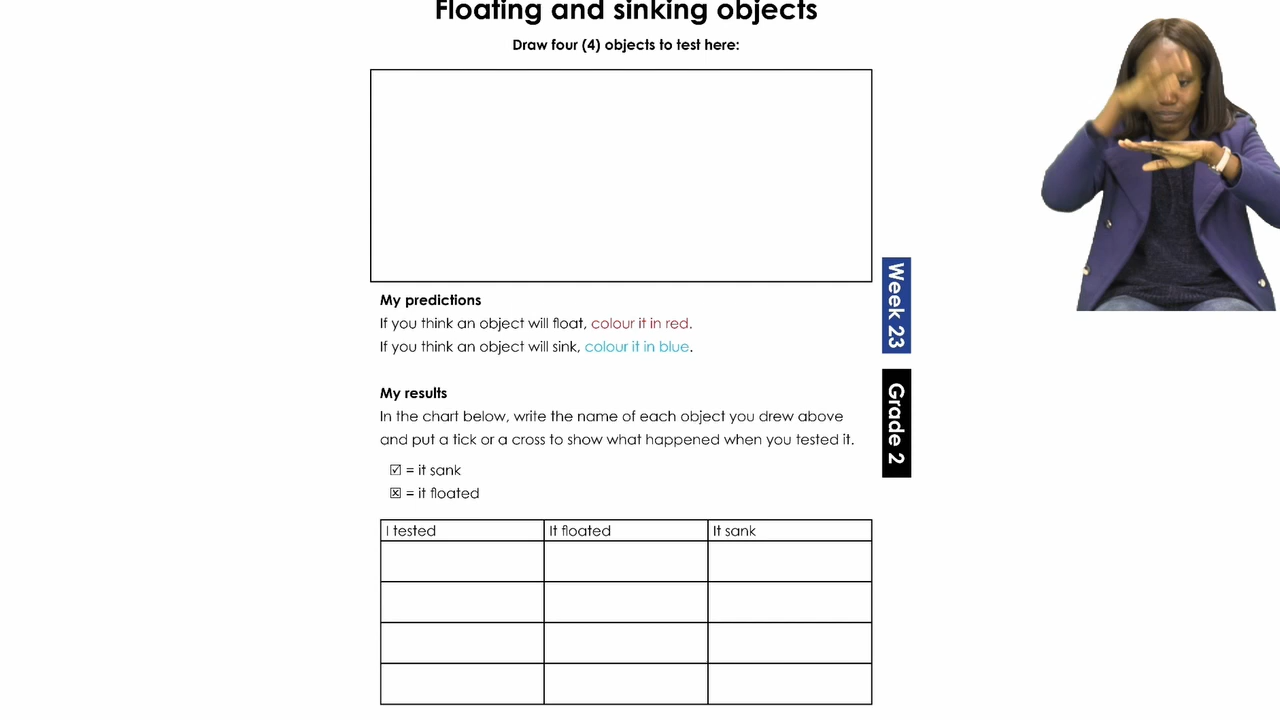 Floating and sinking objects
Draw four (4) objects to test here:
My predictions
If you think an object will float, colour it in red.
If you think an object will sink, colour it in blue.
My results
In the chart below, write the name of each object you drew above
and put a tick or a cross to show what happened when you tested it.
☑ = it sank
☒ = it floated
I tested It floated It sank
Week 23
Grade 2